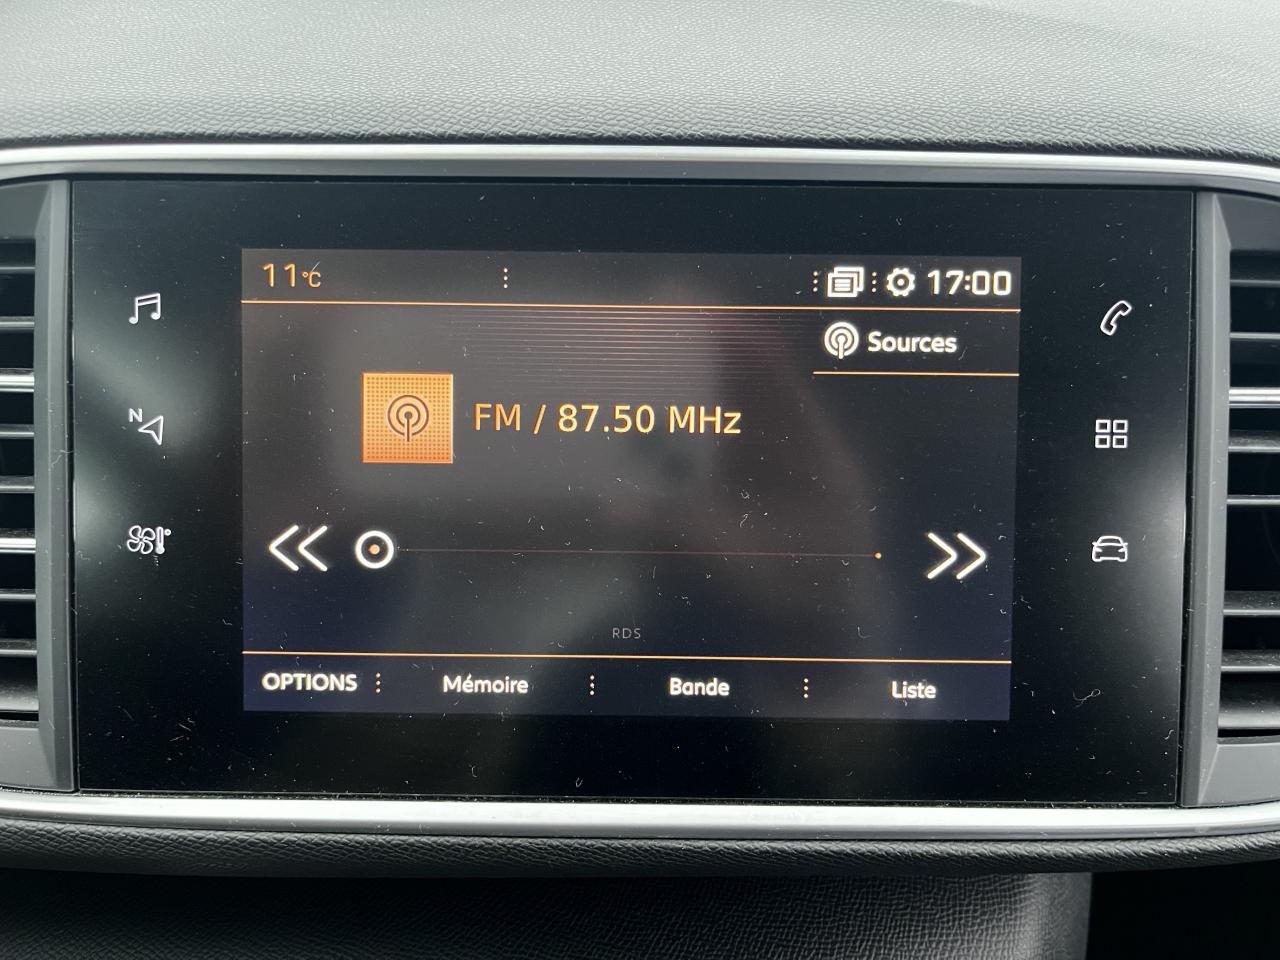 11°C
17:00
Sources
N
FM / 87.50 MHz
RDS
OPTIONS Mémoire Bande Liste